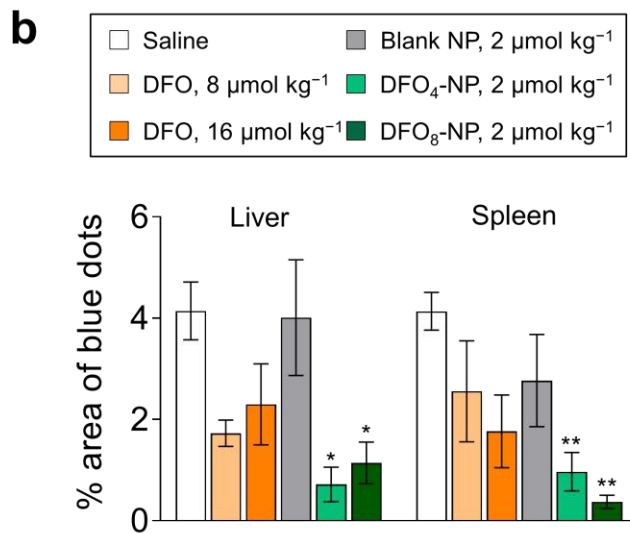 b
Saline
Blank NP, 2 μmol kg⁻¹
DFO, 8 μmol kg⁻¹
DFO₄-NP, 2 μmol kg⁻¹
DFO, 16 μmol kg⁻¹
DFO₈-NP, 2 μmol kg⁻¹
Liver
Spleen
% area of blue dots
6
4
2
0
*
*
**
**